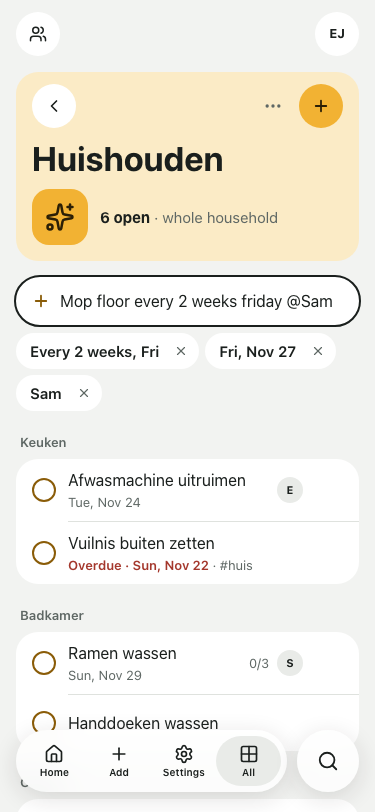 EJ
Huishouden
6 open · whole household
Mop floor every 2 weeks friday @Sam
Every 2 weeks, Fri
Fri, Nov 27
Sam
Keuken
Afwasmachine uitruimen
E
Tue, Nov 24
Vuilnis buiten zetten
Overdue · Sun, Nov 22 · #huis
Badkamer
Ramen wassen
0/3
S
Sun, Nov 29
Handdoeken wassen
Home
Add
Settings
All